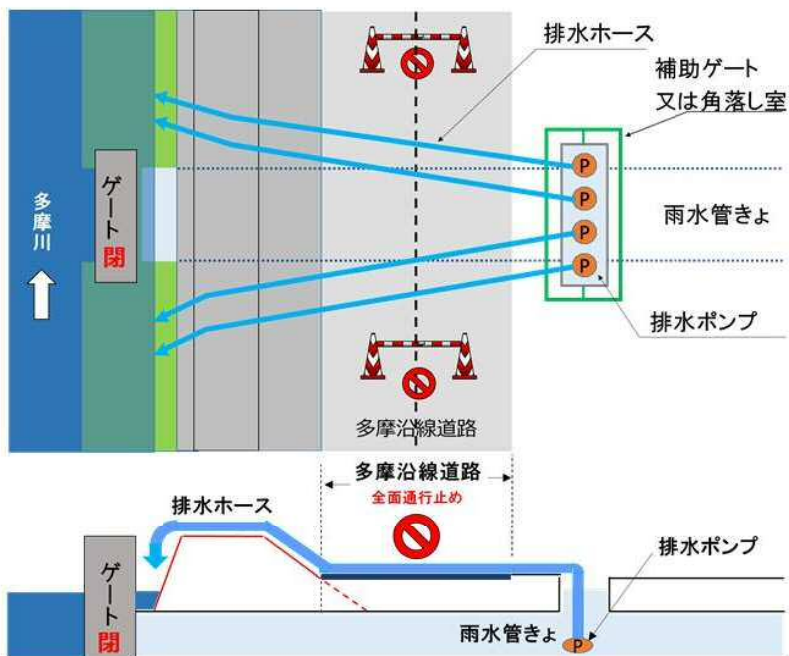 排水ホース
補助ゲート
又は角落し室
P
P
P
P
ゲート
閉
多摩川
雨水管きょ
排水ポンプ
多摩沿線道路
多摩沿線道路
全面通行止め
排水ホース
排水ポンプ
ゲート
閉
雨水管きょ
P